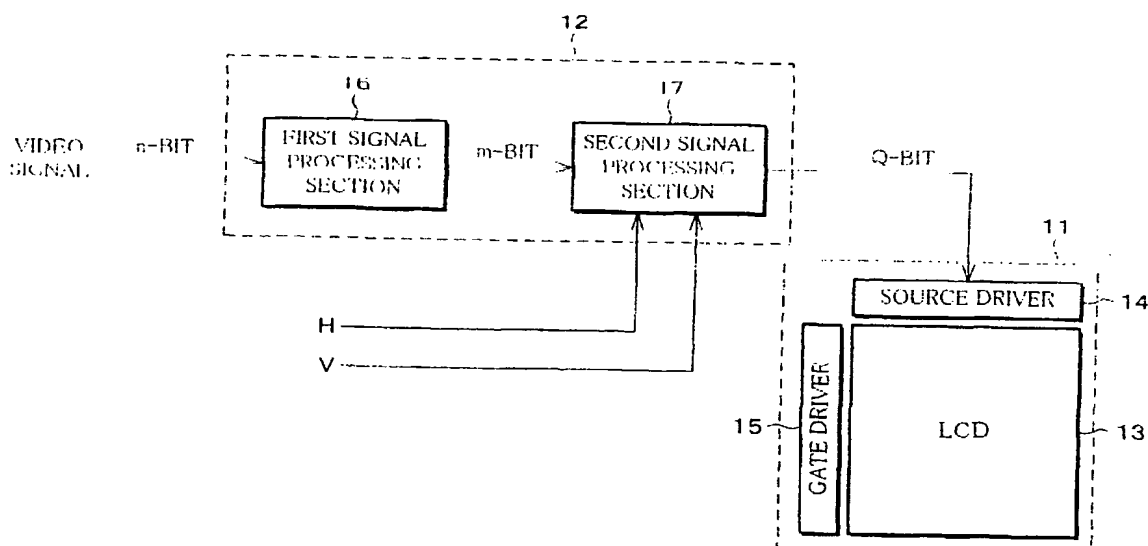 12
16
17
VIDEO
SIGNAL
n-BIT
FIRST SIGNAL
PROCESSING
SECTION
m-BIT
SECOND SIGNAL
PROCESSING
SECTION
Q-BIT
11
SOURCE DRIVER
14
H
V
15
GATE DRIVER
LCD
13